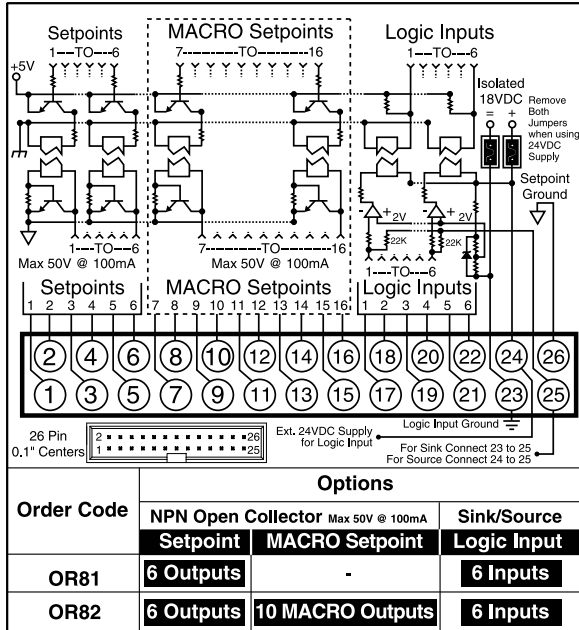 Setpoints MACRO Setpoints Logic Inputs
1---TO---6 7-----TO-----16 1---TO---6
+5V
Isolated
18VDC
= +
Remove
Both
Jumpers
when using
24VDC
Supply
Setpoint
Ground
- + 2V - + 2V
22K 22K
1----TO---6 7--------TO--------16 1----TO---6
Max 50V @ 100mA Max 50V @ 100mA
Setpoints MACRO Setpoints Logic Inputs
1 2 3 4 5 6 7 8 9 10 11 12 13 14 15 16 1 2 3 4 5 6
2 4 6 8 10 12 14 16 18 20 22 24 26
1 3 5 7 9 11 13 15 17 19 21 23 25
26 Pin
0.1" Centers
2 26
1 25
Ext. 24VDC Supply
for Logic Input
Logic Input Ground
For Sink Connect 23 to 25
For Source Connect 24 to 25
Order Code
Options
NPN Open Collector Max 50V @ 100mA Sink/Source
Setpoint MACRO Setpoint Logic Input
OR81 6 Outputs - 6 Inputs
OR82 6 Outputs 10 MACRO Outputs 6 Inputs